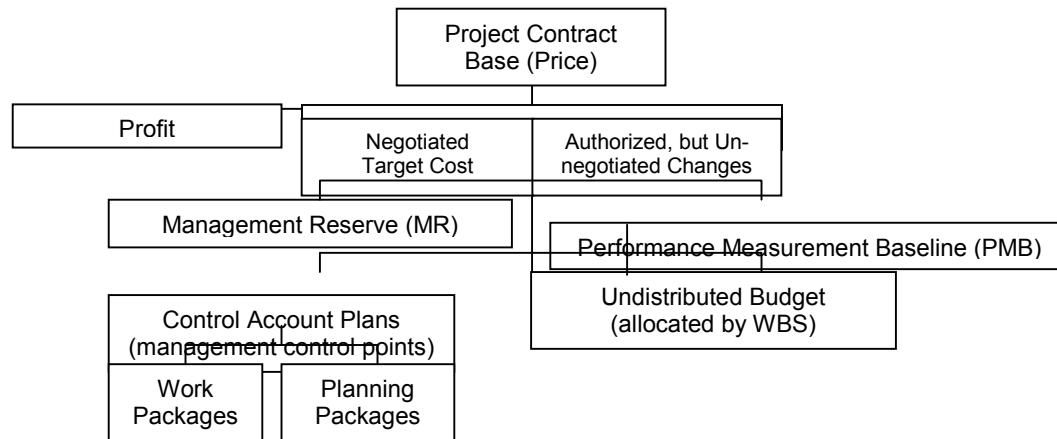 Project Contract
Base (Price)
Profit
Negotiated
Target Cost
Authorized, but Un-
negotiated Changes
Management Reserve (MR)
Performance Measurement Baseline (PMB)
Control Account Plans
(management control points)
Undistributed Budget
(allocated by WBS)
Work
Packages
Planning
Packages